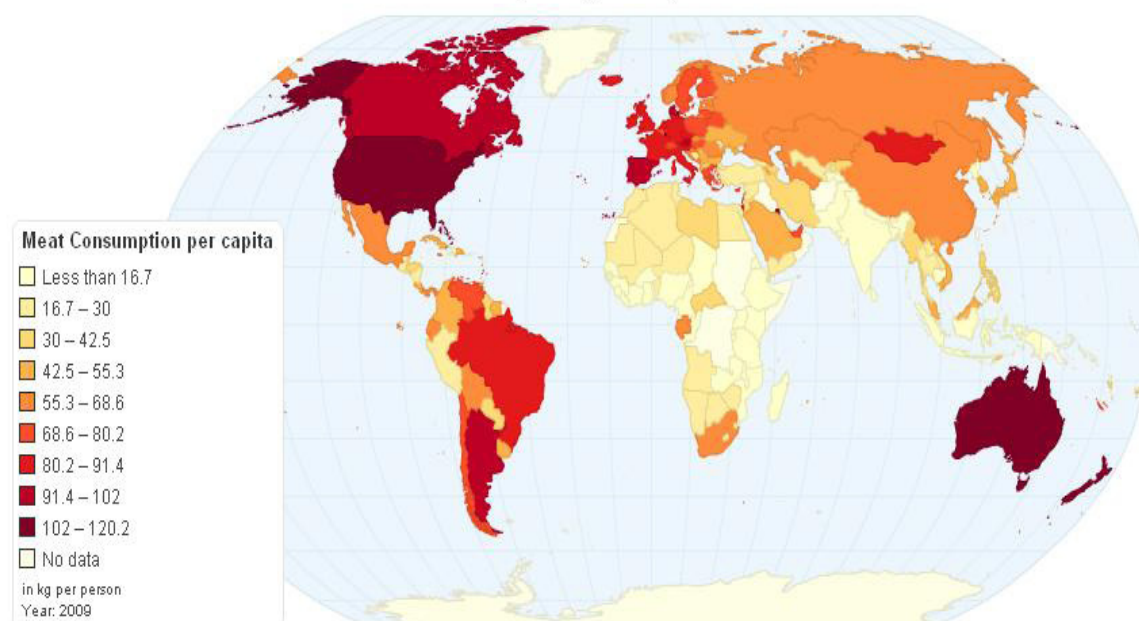 Meat Consumption per capita
Less than 16.7
16.7 – 30
30 – 42.5
42.5 – 55.3
55.3 – 68.6
68.6 – 80.2
80.2 – 91.4
91.4 – 102
102 – 120.2
No data
in kg per person
Year: 2009